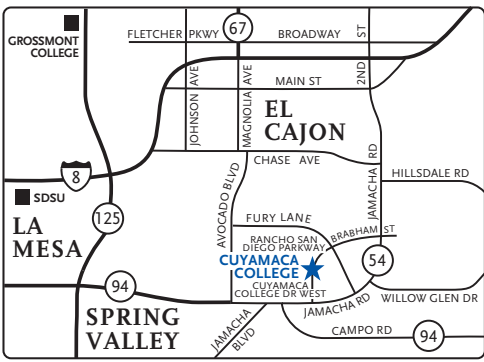 GROSSMONT
COLLEGE
FLETCHER PKWY
67
BROADWAY
2ND ST
JOHNSON AVE
MAGNOLIA AVE
MAIN ST
EL
CAJON
CHASE AVE
JAMACHA RD
HILLSDALE RD
8
SDSU
LA
MESA
125
AVOCADO BLVD
FURY LANE
RANCHO SAN
DIEGO PARKWAY
BRABHAM ST
CUYAMACA
COLLEGE
54
CUYAMACA
COLLEGE DR WEST
94
JAMACHA RD
WILLOW GLEN DR
SPRING
VALLEY
JAMACHA
BLVD
CAMPO RD
94